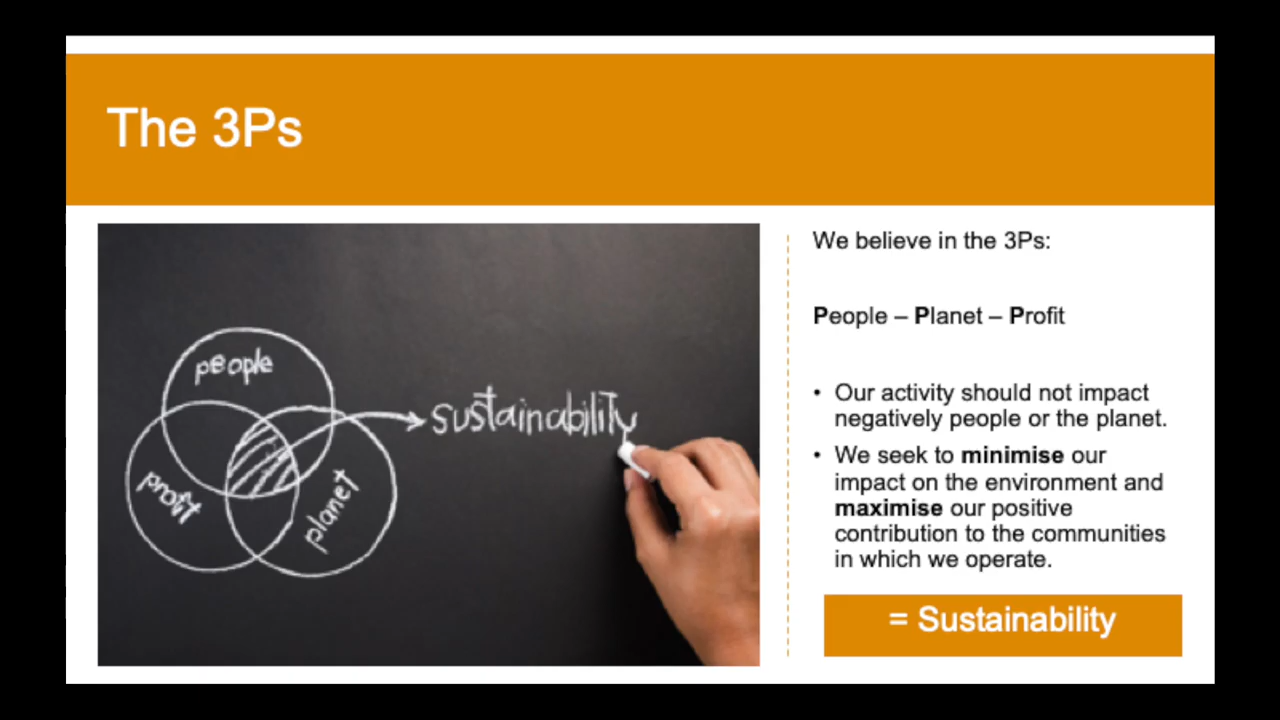 The 3Ps
people
profit
planet
sustainability
We believe in the 3Ps:
People – Planet – Profit
• Our activity should not impact
negatively people or the planet.
• We seek to minimise our
impact on the environment and
maximise our positive
contribution to the communities
in which we operate.
= Sustainability